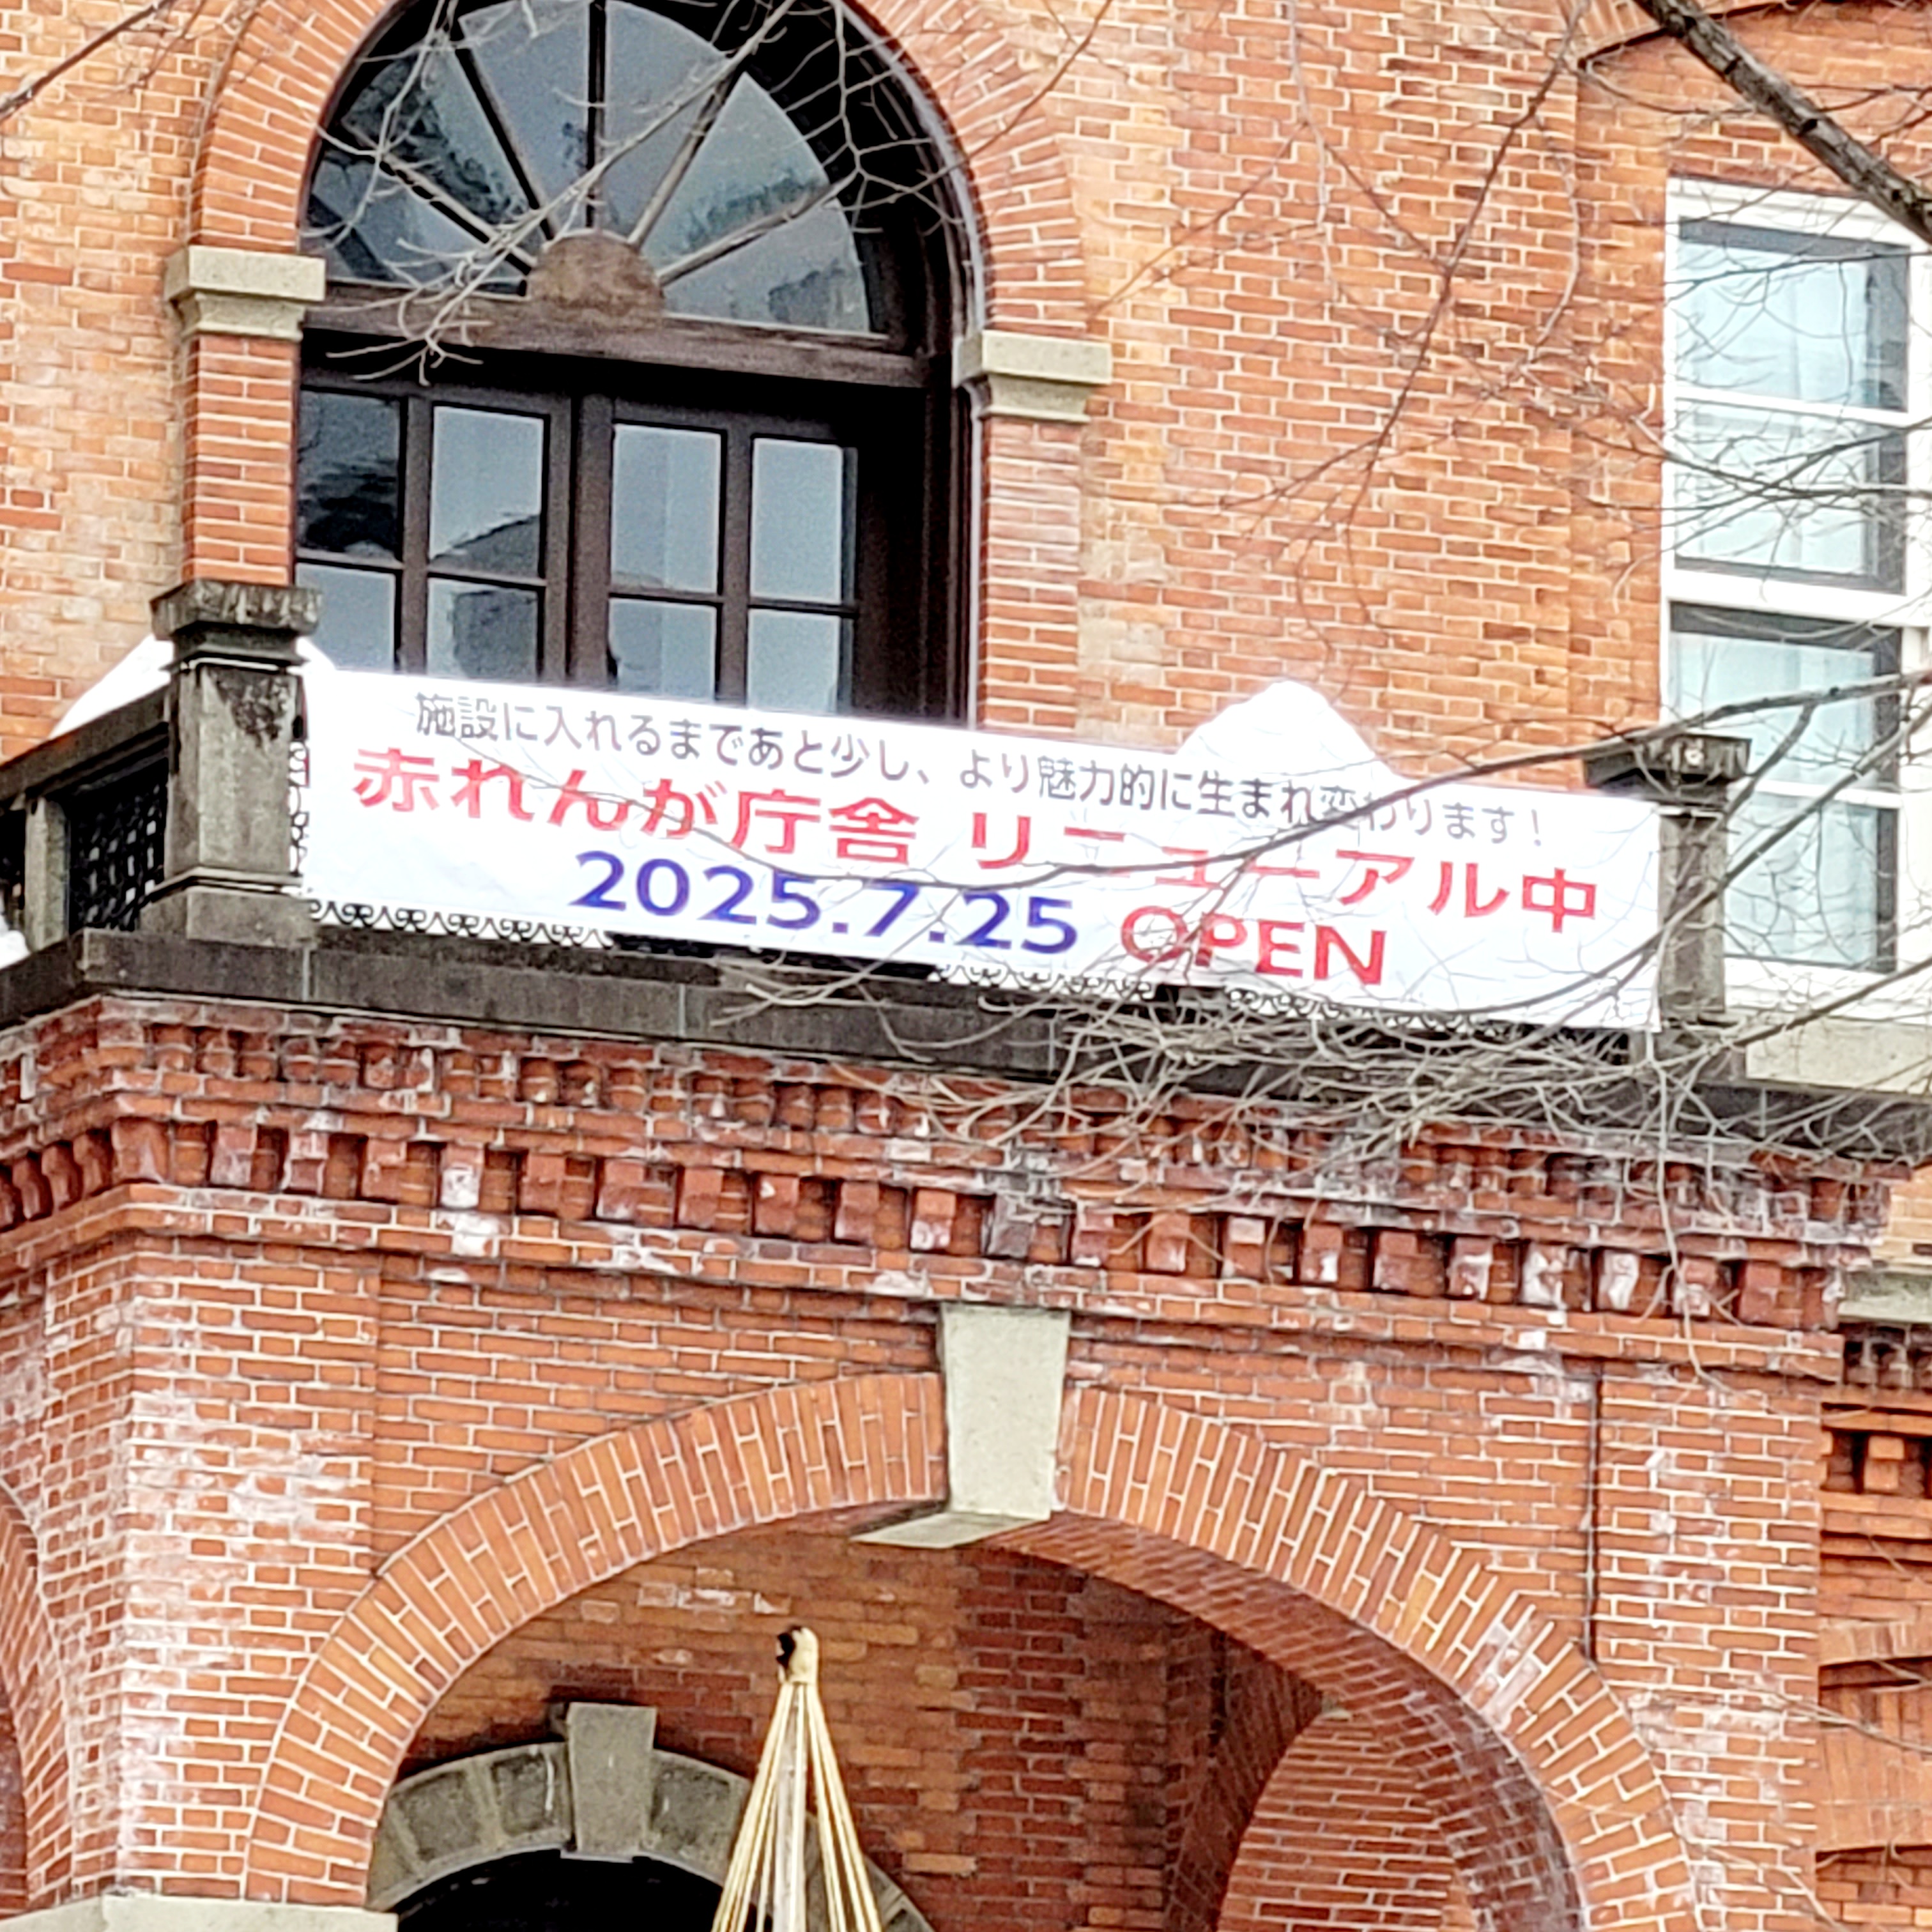 施設に入れるまであと少し、より魅力的に生まれ変わります！
赤れんが庁舎 リニューアル中
2025.7.25 OPEN